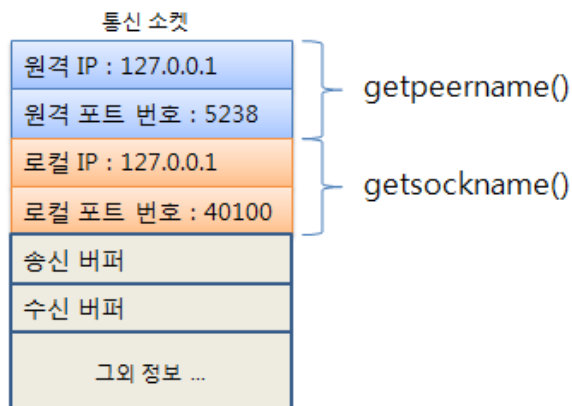 통신 소켓
원격 IP : 127.0.0.1
원격 포트 번호 : 5238
getpeername()
로컬 IP : 127.0.0.1
로컬 포트 번호 : 40100
getsockname()
송신 버퍼
수신 버퍼
그외 정보 ...